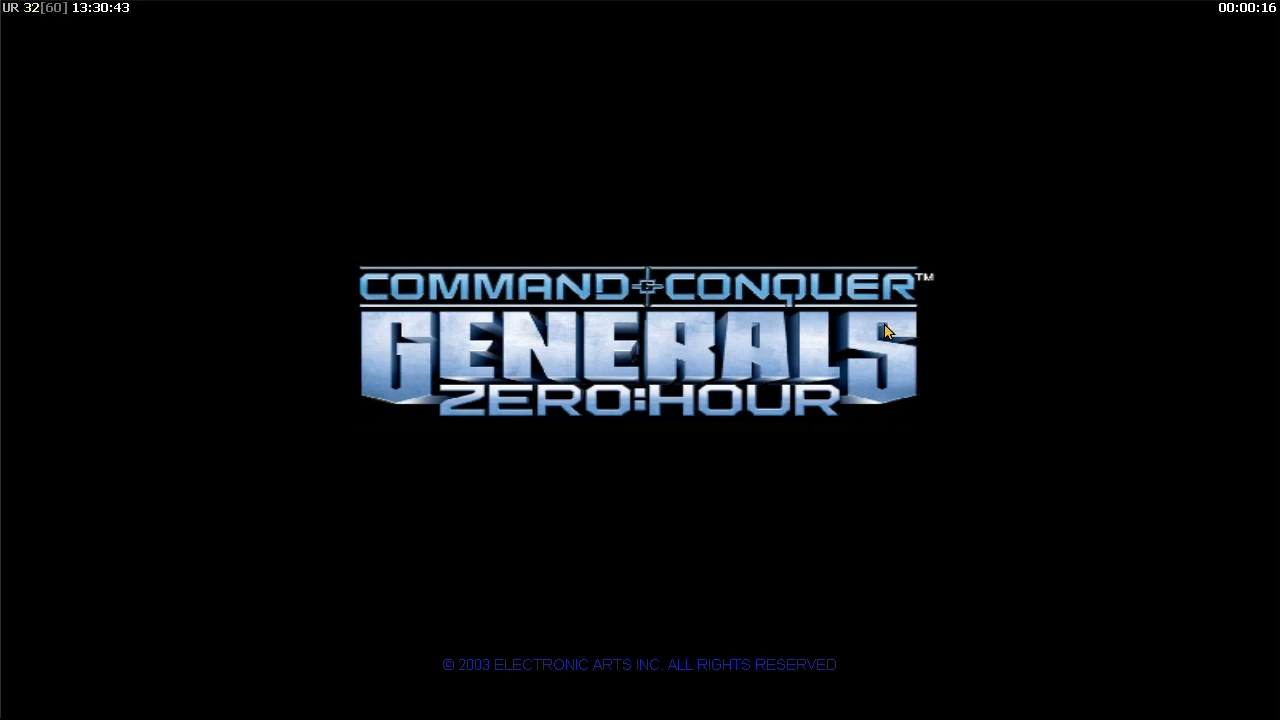 UR 32[60] 13:30:43
00:00:16
COMMAND CONQUER™
GENERALS
ZERO:HOUR
© 2003 ELECTRONIC ARTS INC. ALL RIGHTS RESERVED